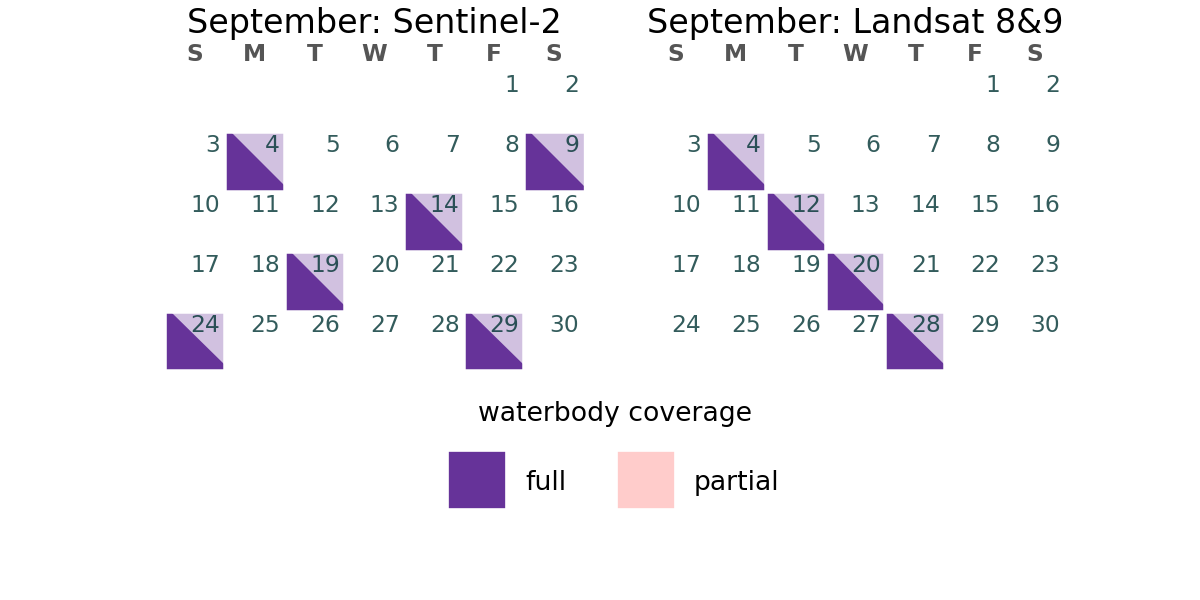 September: Sentinel-2
S M T W T F S
1 2
3 4 5 6 7 8 9
10 11 12 13 14 15 16
17 18 19 20 21 22 23
24 25 26 27 28 29 30
September: Landsat 8&9
S M T W T F S
1 2
3 4 5 6 7 8 9
10 11 12 13 14 15 16
17 18 19 20 21 22 23
24 25 26 27 28 29 30
waterbody coverage
full partial